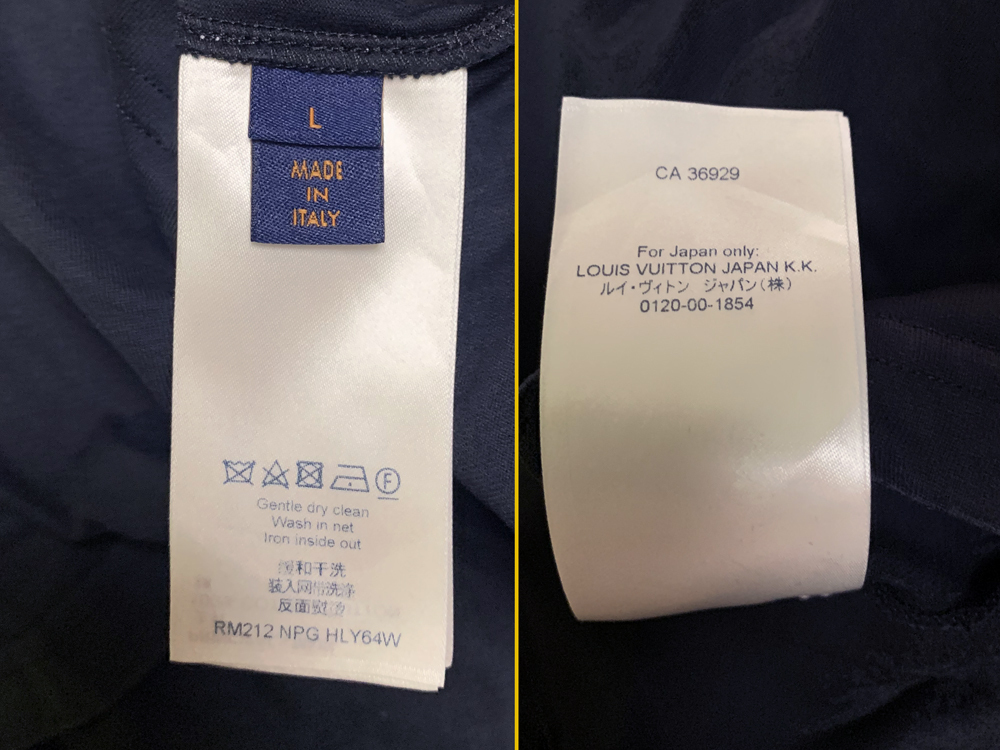 L
MADE
IN
ITALY
F
Gentle dry clean
Wash in net
Iron inside out
缓和干洗
装入网带洗涤
反面熨
RM212 NPG HLY64W
CA 36929
For Japan only:
LOUIS VUITTON JAPAN K.K.
ルイ・ヴィトン ジャパン(株)
0120-00-1854